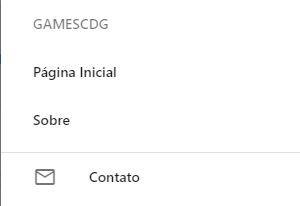 GAMESCDG
Página Inicial
Sobre
Contato